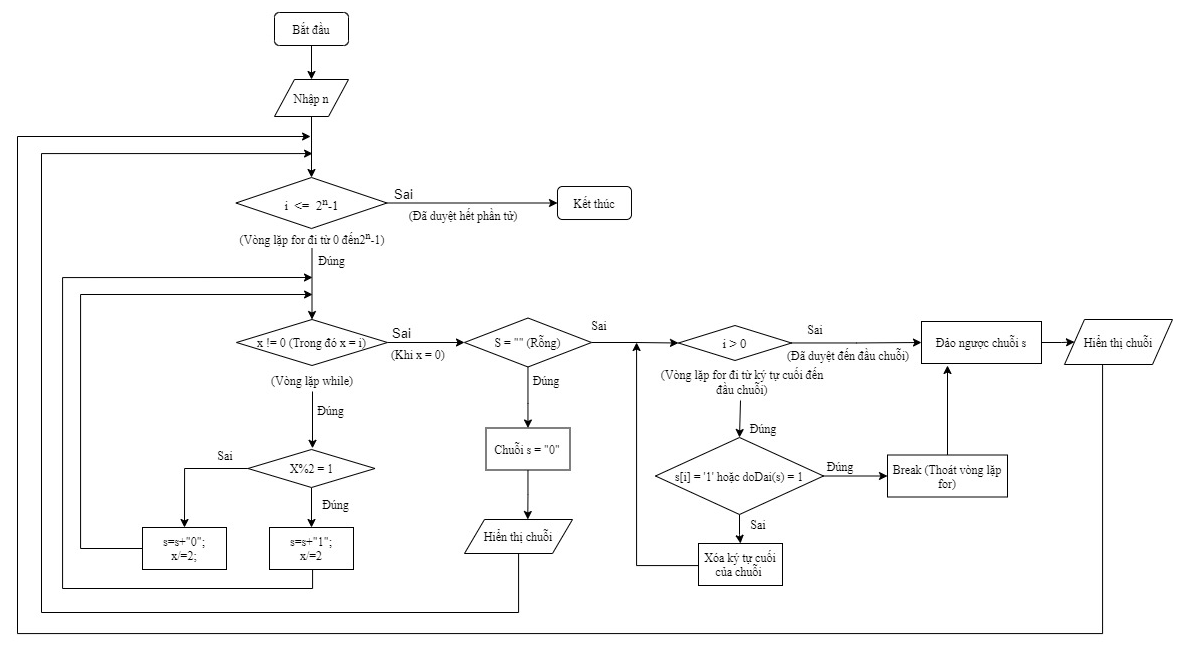 Bắt đầu
Nhập n
i <= 2ⁿ-1
Sai
(Đã duyệt hết phần tử)
Kết thúc
(Vòng lặp for đi từ 0 đến2ⁿ-1)
Đúng
x != 0 (Trong đó x = i)
Sai
(Khi x = 0)
(Vòng lặp while)
Đúng
X%2 = 1
Sai
Đúng
s=s+"0";
x/=2;
s=s+"1";
x/=2
S = "" (Rỗng)
Sai
Đúng
Chuỗi s = "0"
Hiển thị chuỗi
i > 0
Sai
(Đã duyệt đến đầu chuỗi)
(Vòng lặp for đi từ ký tự cuối đến
đầu chuỗi)
Đúng
s[i] = '1' hoặc doDai(s) = 1
Đúng
Break (Thoát vòng lặp
for)
Sai
Xóa ký tự cuối
của chuỗi
Đảo ngược chuỗi s
Hiển thị chuỗi